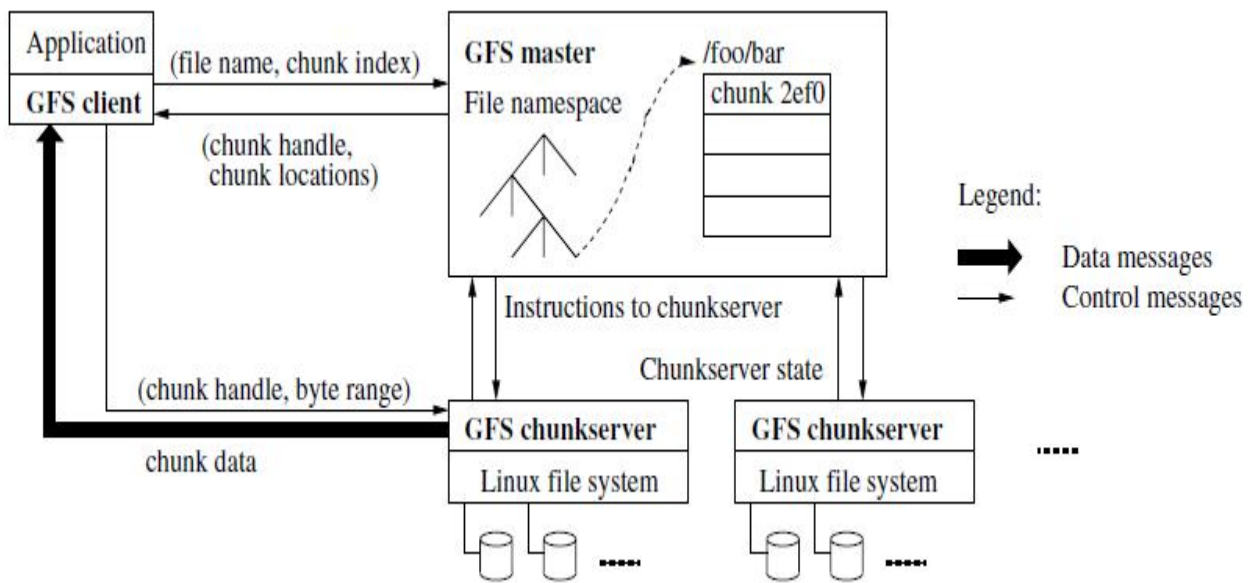 Application
GFS client
(file name, chunk index)
(chunk handle,
chunk locations)
GFS master
File namespace
/foo/bar
chunk 2ef0
Legend:
Data messages
Control messages
Instructions to chunkserver
Chunkserver state
(chunk handle, byte range)
chunk data
GFS chunkserver
Linux file system
GFS chunkserver
Linux file system